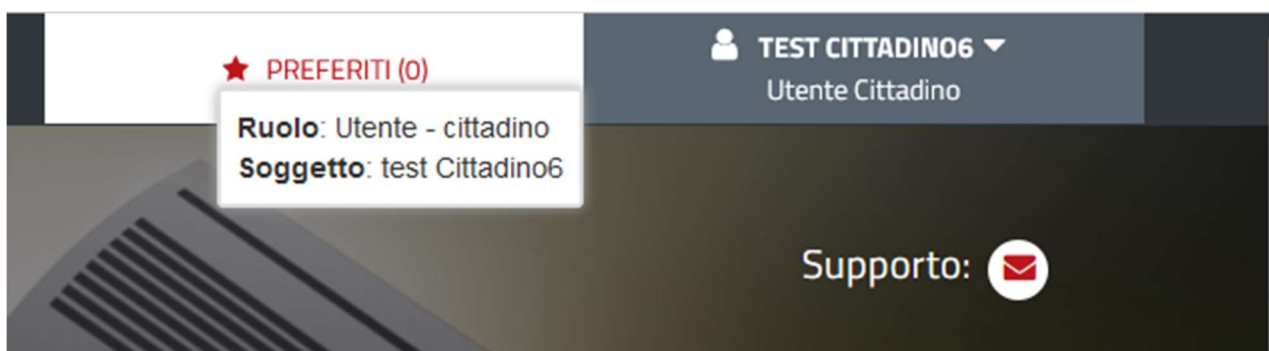 PREFERITI (0)
TEST CITTADINO6
Utente Cittadino
Ruolo: Utente - cittadino
Soggetto: test Cittadino6
Supporto: